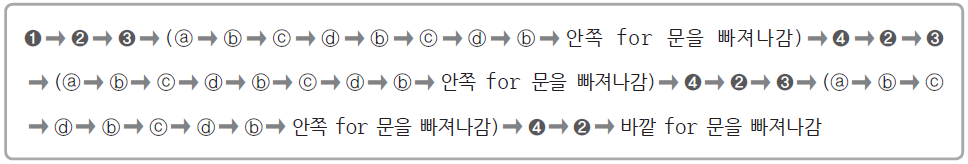 ❶ → ❷ → ❸ → (ⓐ → ⓑ → ⓒ → ⓓ → ⓑ → ⓒ → ⓓ → ⓑ → 안쪽 for 문을 빠져나감) → ❹ → ❷ → ❸
→ (ⓐ → ⓑ → ⓒ → ⓓ → ⓑ → ⓒ → ⓓ → ⓑ → 안쪽 for 문을 빠져나감) → ❹ → ❷ → ❸ → (ⓐ → ⓑ → ⓒ
→ ⓓ → ⓑ → ⓒ → ⓓ → ⓑ → 안쪽 for 문을 빠져나감) → ❹ → ❷ → 바깥 for 문을 빠져나감